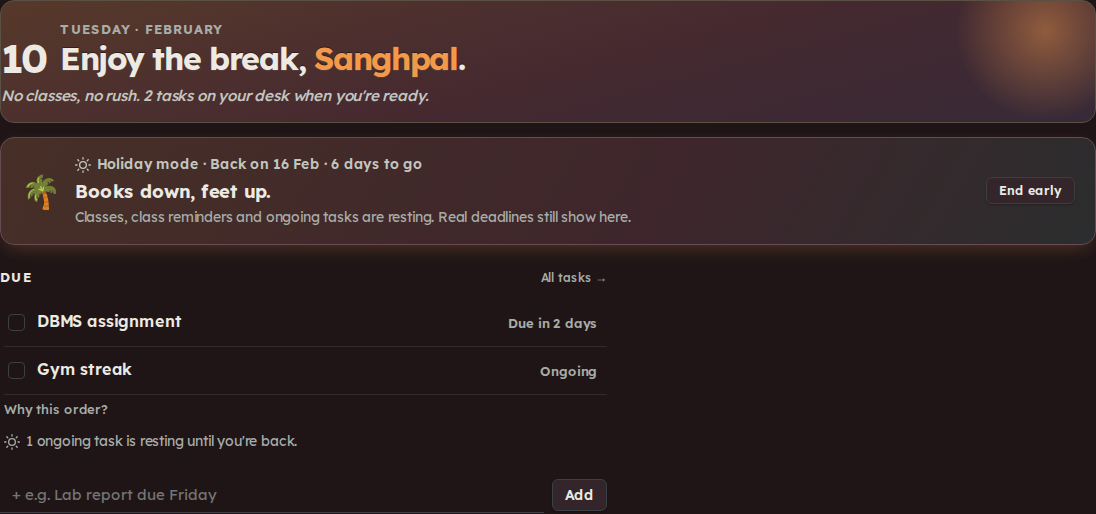 TUESDAY · FEBRUARY
10 Enjoy the break, Sanghpal.
No classes, no rush. 2 tasks on your desk when you're ready.
Holiday mode · Back on 16 Feb · 6 days to go
Books down, feet up.
Classes, class reminders and ongoing tasks are resting. Real deadlines still show here.
End early
DUE
All tasks →
DBMS assignment
Due in 2 days
Gym streak
Ongoing
Why this order?
1 ongoing task is resting until you're back.
+ e.g. Lab report due Friday
Add